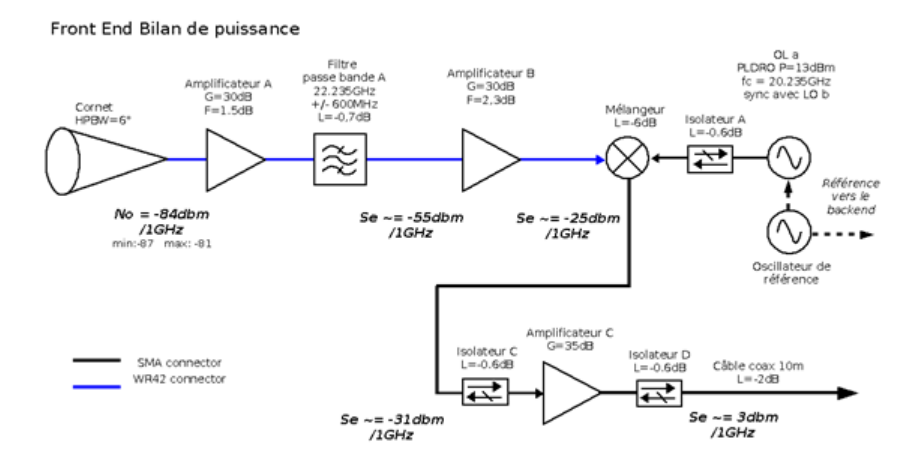 Front End Bilan de puissance
Cornet
HPBW=6°
Amplificateur A
G=30dB
F=1.5dB
Filtre
passe bande A
22.235GHz
+/- 600MHz
L=-0,7dB
Amplificateur B
G=30dB
F=2,3dB
Mélangeur
L=-6dB
Isolateur A
L=-0.6dB
OL a
PLDRO P=13dBm
fc = 20.235GHz
sync avec LO b
Référence
vers le
backend
Oscillateur de
référence
No = -84dbm
/1GHz
min:-87 max: -81
Se ~= -55dbm
/1GHz
Se ~= -25dbm
/1GHz
SMA connector
WR42 connector
Isolateur C
L=-0.6dB
Amplificateur C
G=35dB
Isolateur D
L=-0.6dB
Câble coax 10m
L=-2dB
Se ~= -31dbm
/1GHz
Se ~= 3dbm
/1GHz